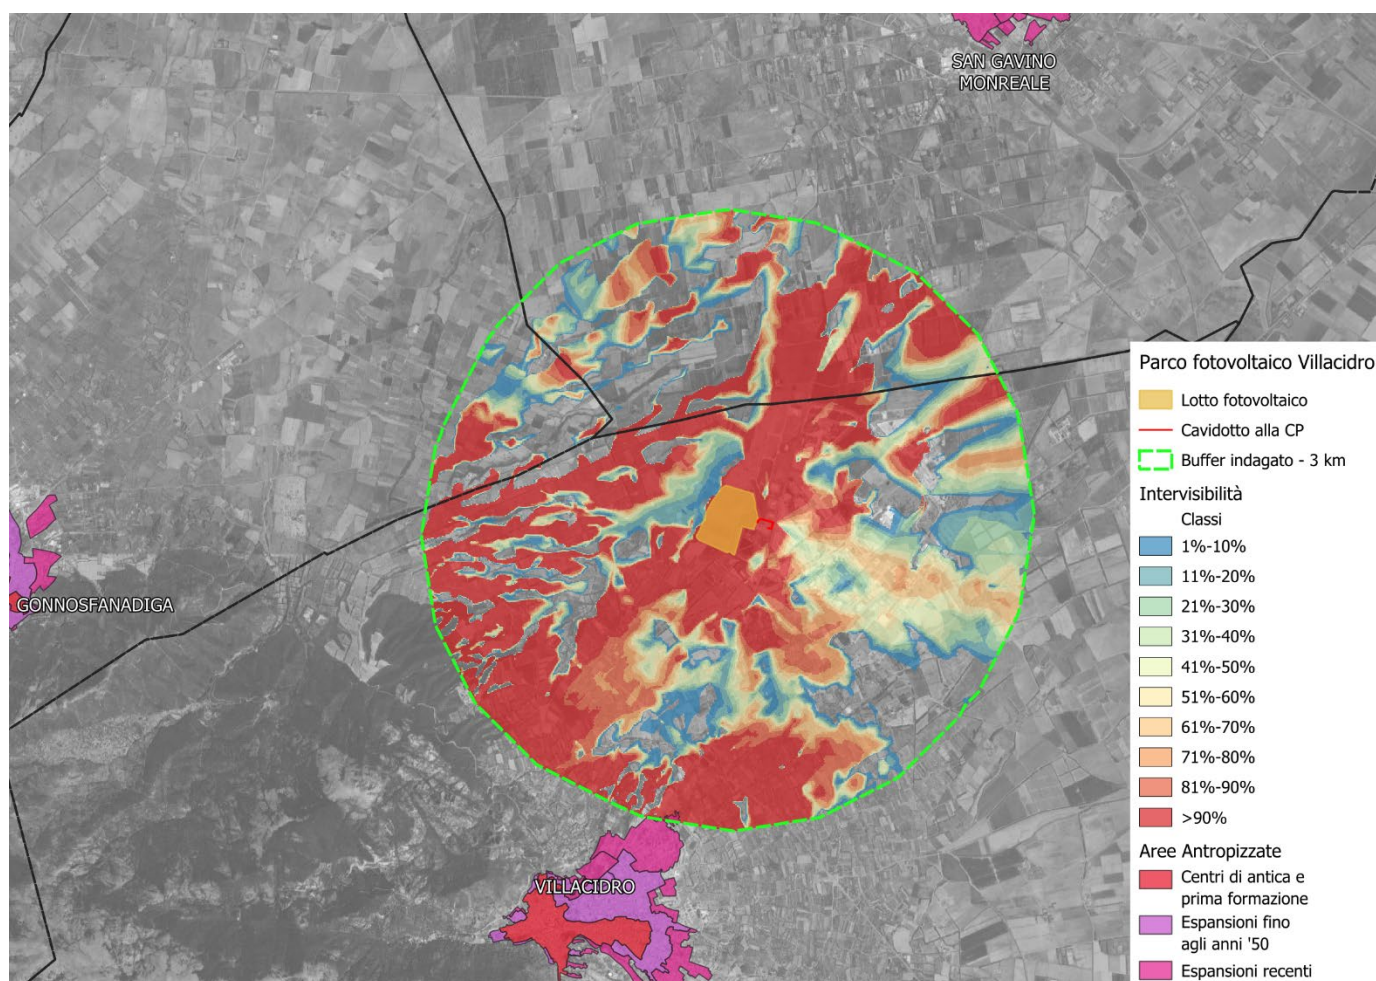 SAN GAVINO
MONREALE
GONNOSFANADIGA
VILLACIDRO
Parco fotovoltaico Villacidro
Lotto fotovoltaico
Cavidotto alla CP
Buffer indagato - 3 km
Intervisibilità
Classi
1%-10%
11%-20%
21%-30%
31%-40%
41%-50%
51%-60%
61%-70%
71%-80%
81%-90%
>90%
Aree Antropizzate
Centri di antica e
prima formazione
Espansioni fino
agli anni '50
Espansioni recenti